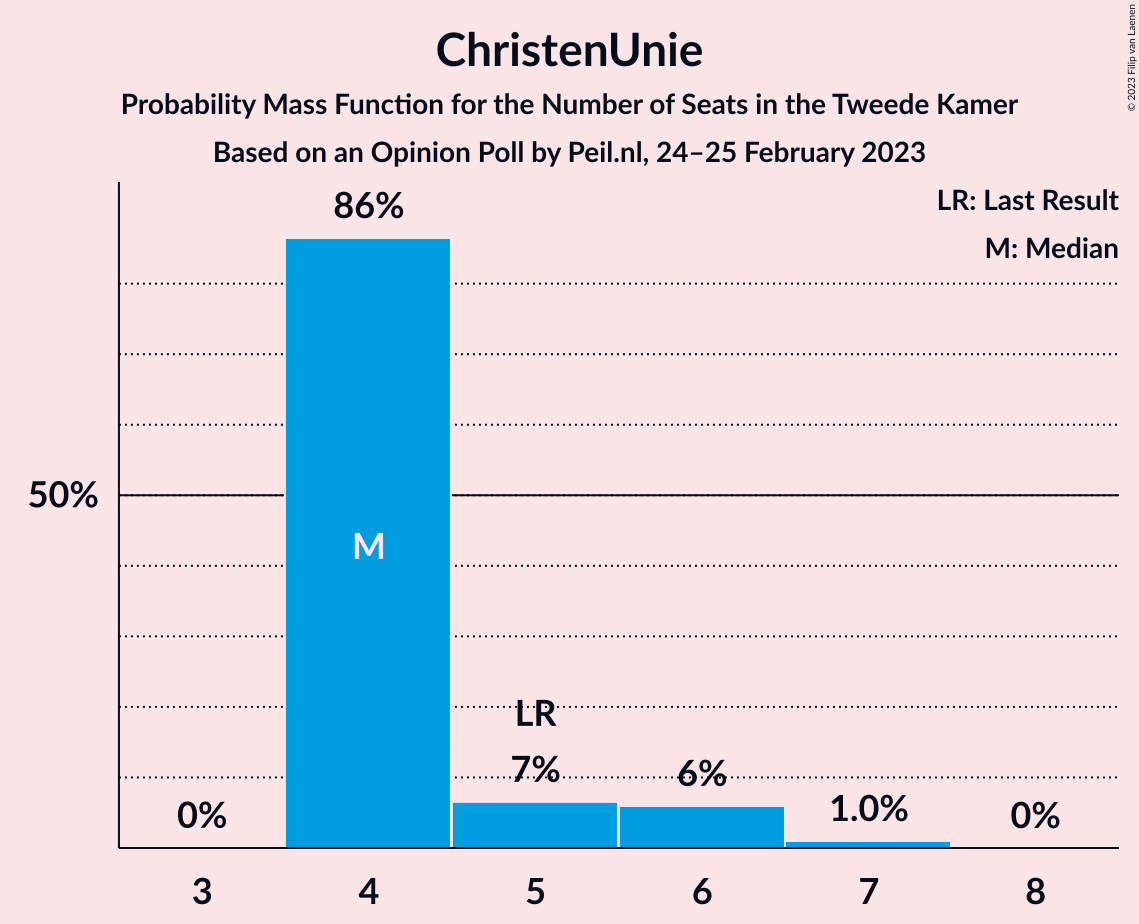 ChristenUnie
Probability Mass Function for the Number of Seats in the Tweede Kamer
Based on an Opinion Poll by Peil.nl, 24–25 February 2023
© 2023 Filip van Laenen
LR: Last Result
M: Median
86%
50%
M
LR
7%
6%
0%
1.0%
0%
3 4 5 6 7 8